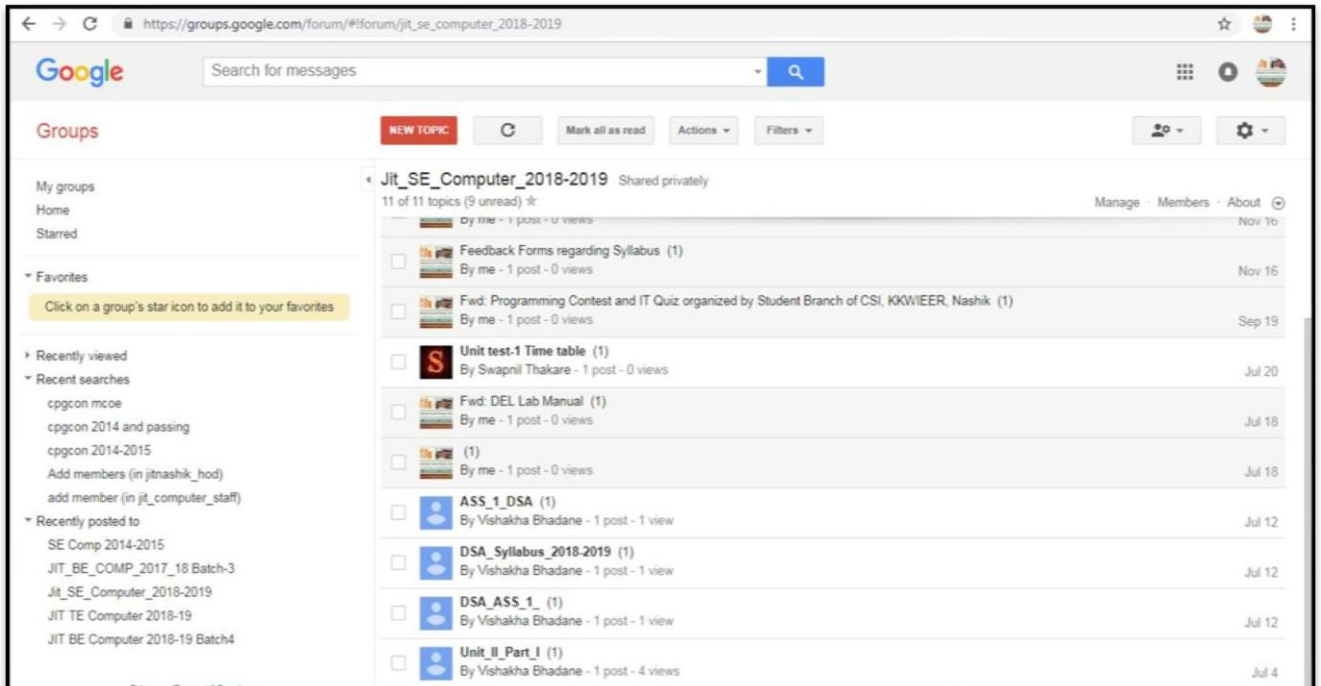 https://groups.google.com/forum/#!forum/jit_se_computer_2018-2019
Google
Search for messages
Groups
NEW TOPIC
Mark all as read
Actions
Filters
My groups
Home
Starred
Favorites
Click on a group's star icon to add it to your favorites
Recently viewed
Recent searches
cpgcon mcoe
cpgcon 2014 and passing
cpgcon 2014-2015
Add members (in jitnashik_hod)
add member (in jit_computer_staff)
Recently posted to
SE Comp 2014-2015
JIT_BE_COMP_2017_18 Batch-3
Jit_SE_Computer_2018-2019
JIT TE Computer 2018-19
JIT BE Computer 2018-19 Batch4
Jit_SE_Computer_2018-2019 Shared privately
11 of 11 topics (9 unread)
Manage · Members · About
By me - 1 post - 0 views
Nov 16
Feedback Forms regarding Syllabus (1)
By me - 1 post - 0 views
Nov 16
Fwd: Programming Contest and IT Quiz organized by Student Branch of CSI, KKWIEER, Nashik (1)
By me - 1 post - 0 views
Sep 19
S
Unit test-1 Time table (1)
By Swapnil Thakare - 1 post - 0 views
Jul 20
Fwd: DEL Lab Manual (1)
By me - 1 post - 0 views
Jul 18
(1)
By me - 1 post - 0 views
Jul 18
ASS_1_DSA (1)
By Vishakha Bhadane - 1 post - 1 view
Jul 12
DSA_Syllabus_2018-2019 (1)
By Vishakha Bhadane - 1 post - 1 view
Jul 12
DSA_ASS_1_ (1)
By Vishakha Bhadane - 1 post - 1 view
Jul 12
Unit_II_Part_I (1)
By Vishakha Bhadane - 1 post - 4 views
Jul 4